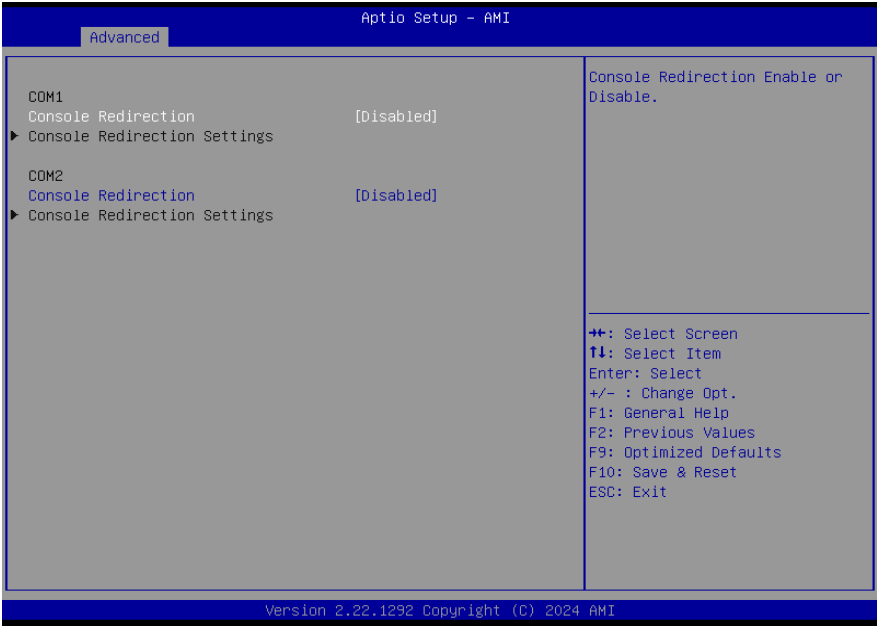 Aptio Setup – AMI
Advanced
COM1
Console Redirection [Disabled]
► Console Redirection Settings
COM2
Console Redirection [Disabled]
► Console Redirection Settings
Console Redirection Enable or
Disable.
→←: Select Screen
↑↓: Select Item
Enter: Select
+/- : Change Opt.
F1: General Help
F2: Previous Values
F9: Optimized Defaults
F10: Save & Reset
ESC: Exit
Version 2.22.1292 Copyright (C) 2024 AMI